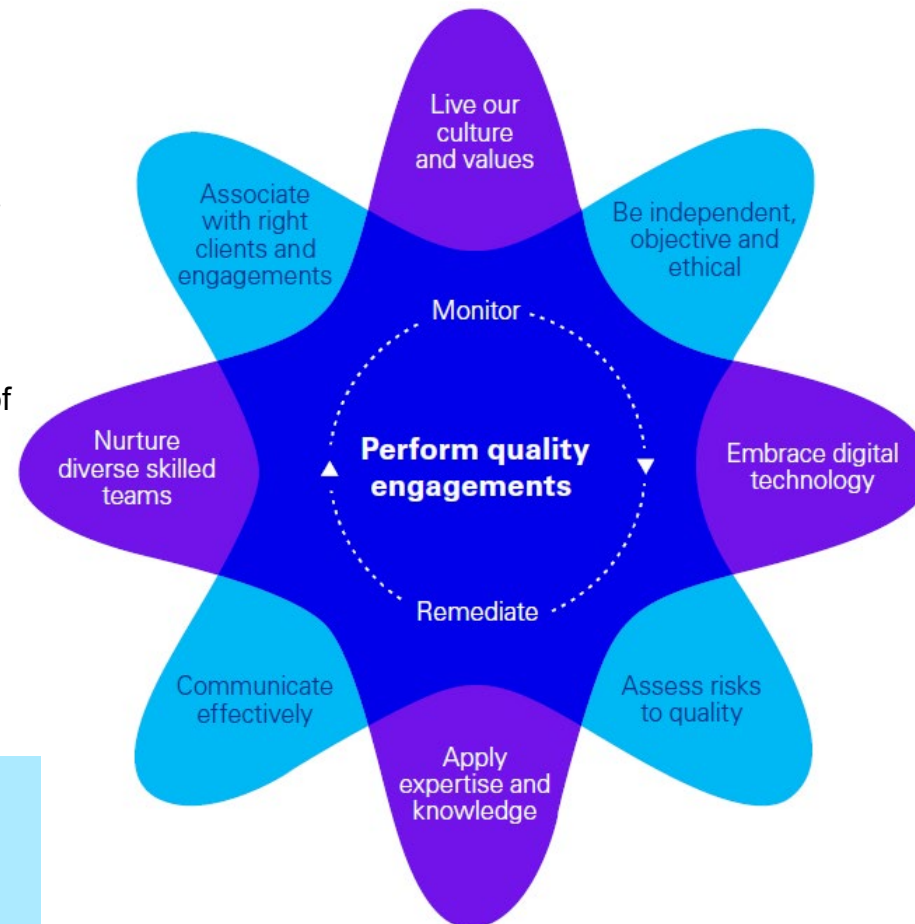 Live our
culture
and values
Associate
with right
clients and
engagements
Be independent,
objective and
ethical
Monitor
of
Nurture
diverse skilled
teams
Perform quality
engagements
Embrace digital
technology
Remediate
Communicate
effectively
Assess risks
to quality
Apply
expertise and
knowledge